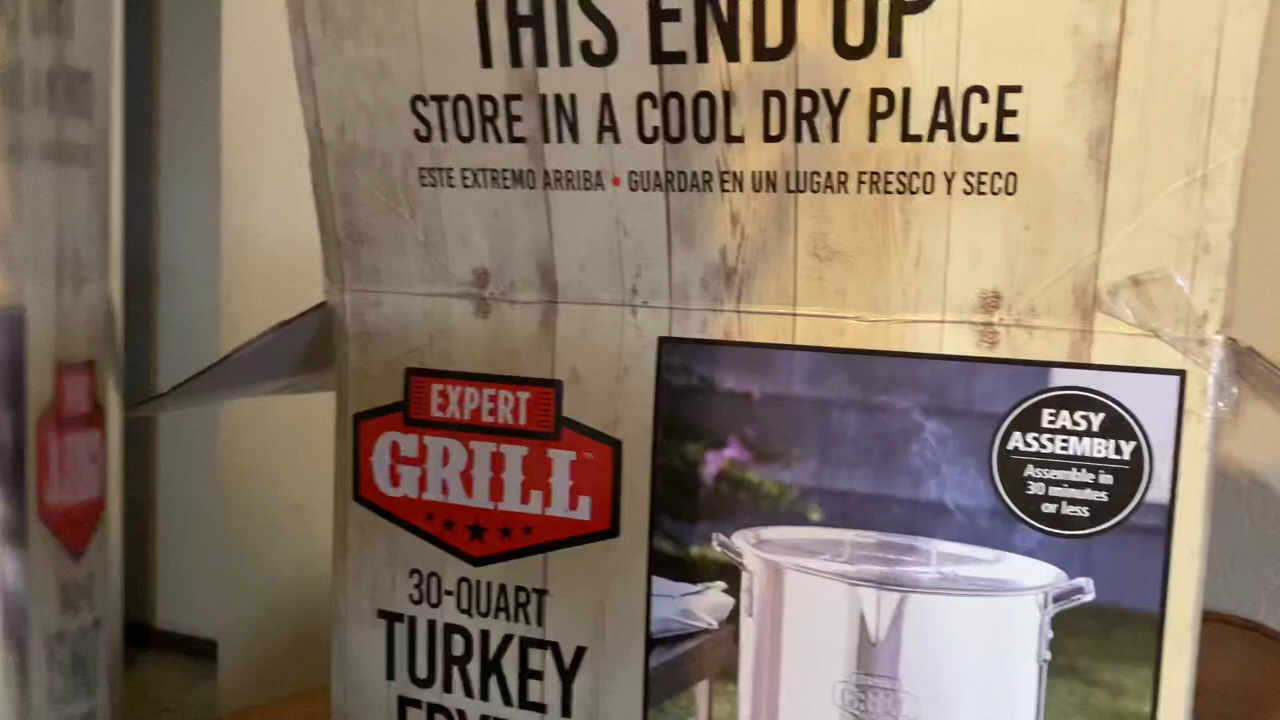 THIS END UP
STORE IN A COOL DRY PLACE
ESTE EXTREMO ARRIBA • GUARDAR EN UN LUGAR FRESCO Y SECO
EXPERT
GRILL™
30-QUART
TURKEY
EASY
ASSEMBLY
Assemble in
30 minutes
or less
GRILL